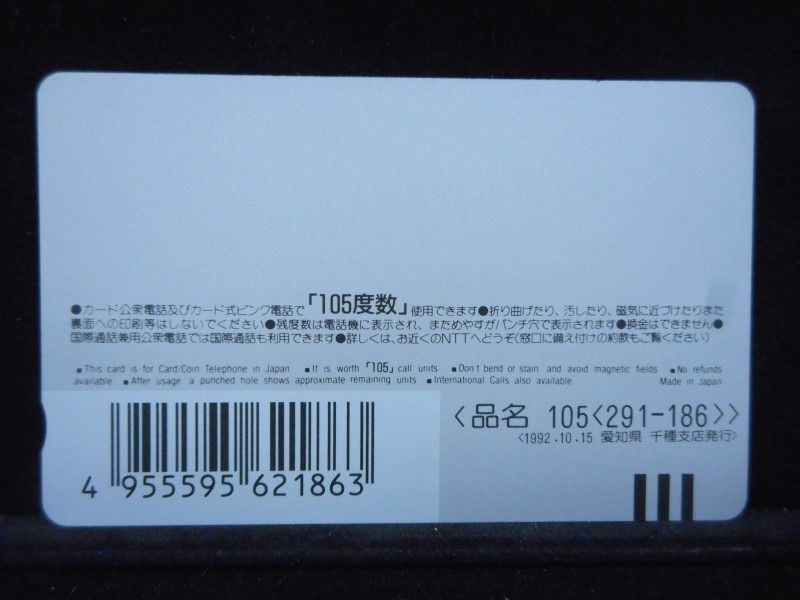 ●カード公衆電話及びカード式ピンク電話で「105度数」使用できます●折り曲げたり、汚したり、磁気に近づけたりまた
裏面への印刷等はしないでください●残度数は電話機に表示され、まためやすがパンチ穴で表示されます●換金はできません●
国際通話兼用公衆電話では国際通話も利用できます●詳しくは、お近くのNTTへどうぞ(窓口に備え付けの約款もご覧ください)
■ This card is for Card/Coin Telephone in Japan ■ It is worth「105」call units ■ Don't bend or stain and avoid magnetic fields ■ No refunds
available ■ After usage a punched hole shows approximate remaining units ■ International Calls also available Made in Japan
<品名 105<291-186>>
<1992.10.15 愛知県 千種支店発行>
4 955595 621863